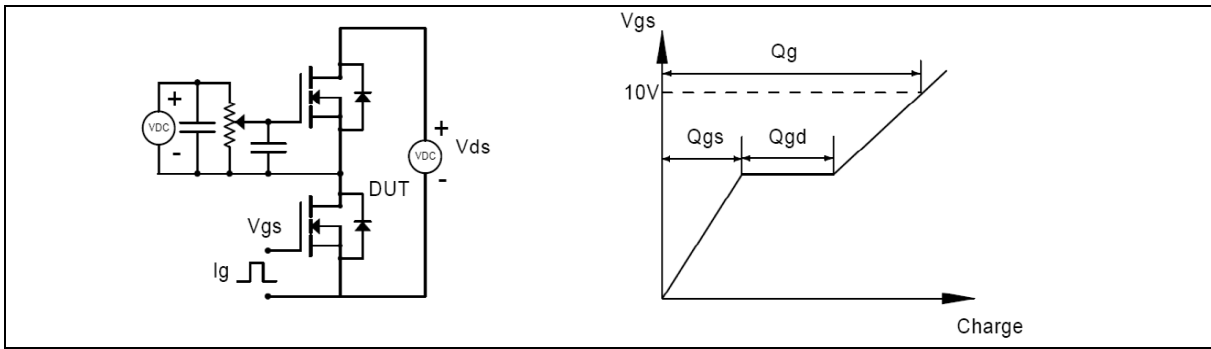 +
VDC
-
+
VDC
Vds
-
DUT
Vgs
Ig
Vgs
Qg
10V
Qgs
Qgd
Charge